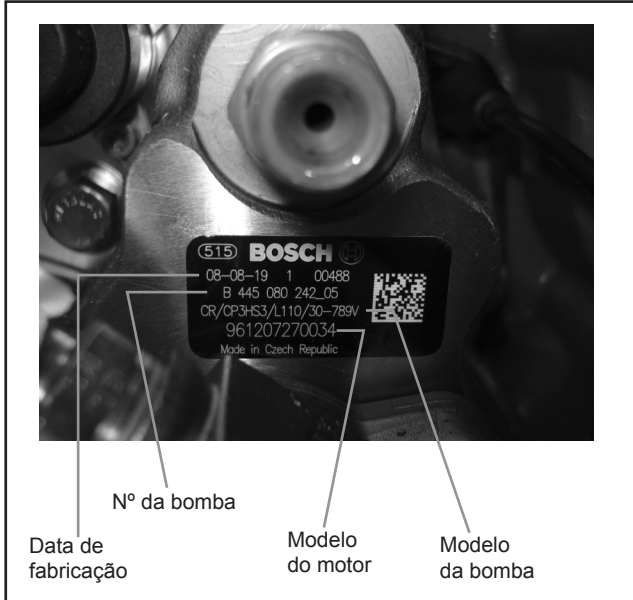 515 BOSCH
08-08-19 1 00488
B 445 080 242_05
CR/CP3HS3/L110/30-789V
961207270034
Made in Czech Republic
Nº da bomba
Data de
fabricação
Modelo
do motor
Modelo
da bomba